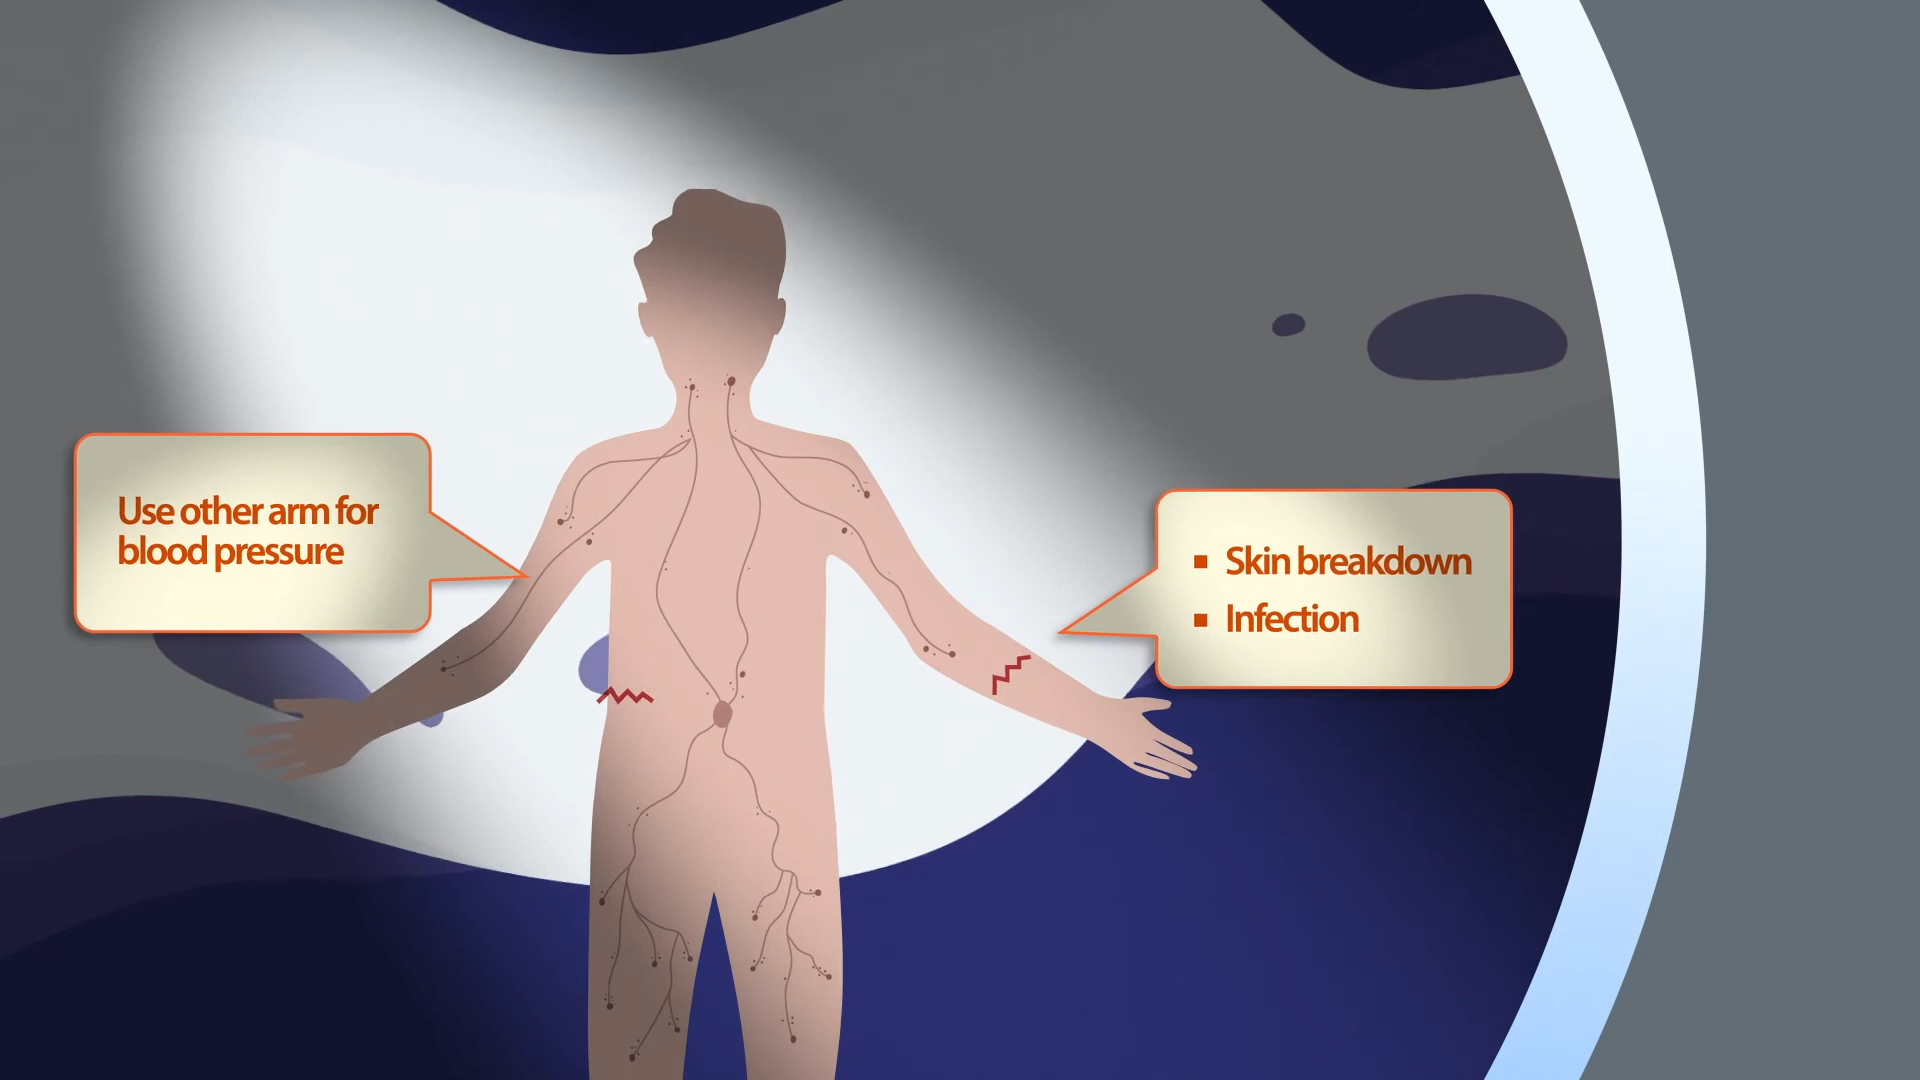 Use other arm for
blood pressure
▪ Skin breakdown
▪ Infection